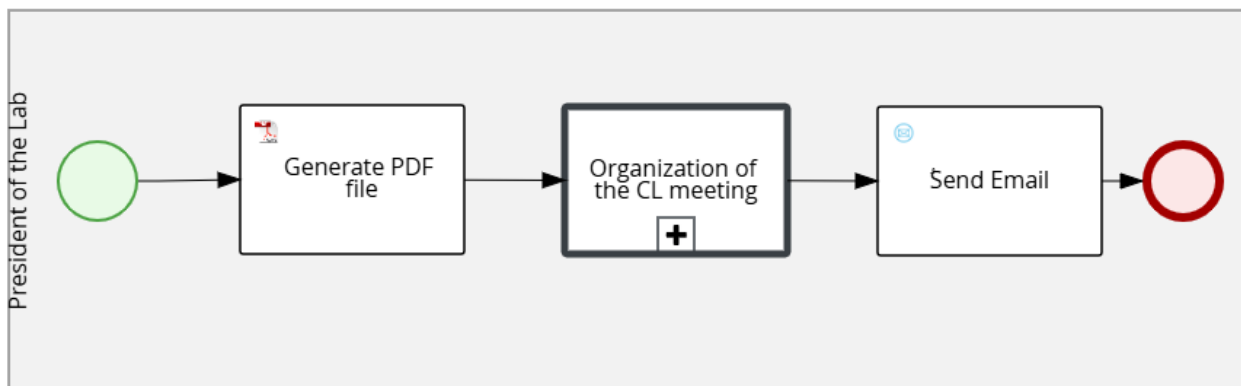 President of the Lab
Generate PDF
file
Organization of
the CL meeting
Send Email